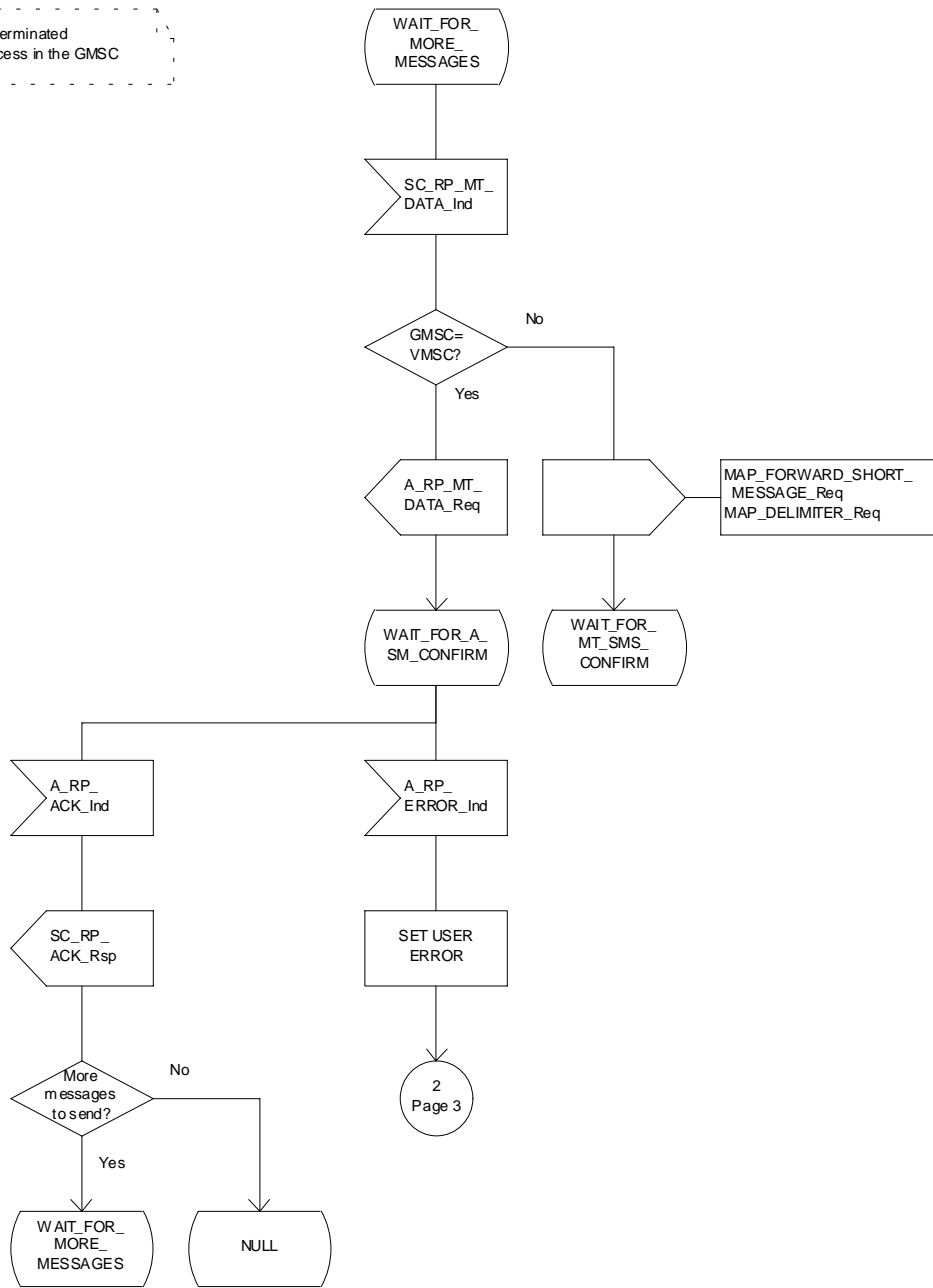 erminated
cess in the GMSC
WAIT_FOR_
MORE_
MESSAGES
SC_RP_MT_
DATA_Ind
GMSC=
VMSC?
No
Yes
A_RP_MT_
DATA_Req
MAP_FORWARD_SHORT_
MESSAGE_Req
MAP_DELIMITER_Req
WAIT_FOR_A_
SM_CONFIRM
WAIT_FOR_
MT_SMS_
CONFIRM
A_RP_
ACK_Ind
A_RP_
ERROR_Ind
SC_RP_
ACK_Rsp
SET USER
ERROR
More
messages
to send?
No
Yes
2
Page 3
WAIT_FOR_
MORE_
MESSAGES
NULL